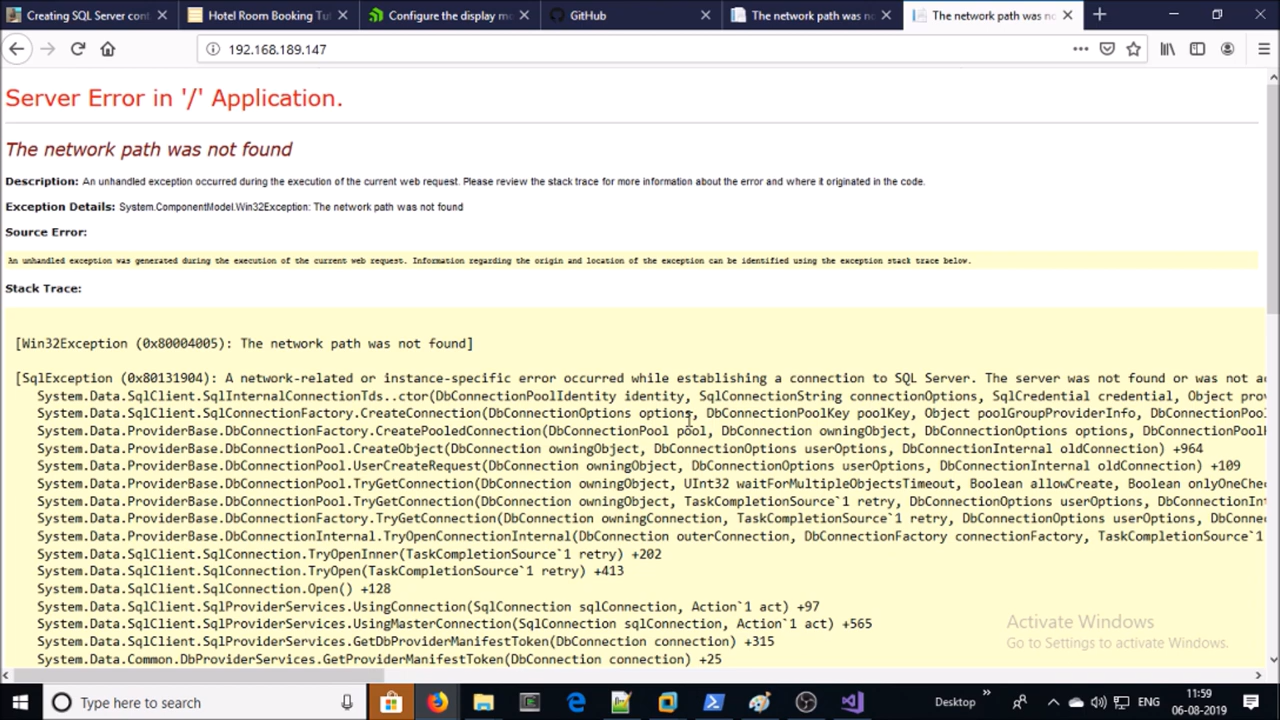 Creating SQL Server cont
Hotel Room Booking Tu
Configure the display mo
GitHub
The network path was no
The network path was no
192.168.189.147
Server Error in '/' Application.
The network path was not found
Description: An unhandled exception occurred during the execution of the current web request. Please review the stack trace for more information about the error and where it originated in the code.
Exception Details: System.ComponentModel.Win32Exception: The network path was not found
Source Error:
An unhandled exception was generated during the execution of the current web request. Information regarding the origin and location of the exception can be identified using the exception stack trace below.
Stack Trace:
[Win32Exception (0x80004005): The network path was not found]
[SqlException (0x80131904): A network-related or instance-specific error occurred while establishing a connection to SQL Server. The server was not found or was not ac
System.Data.SqlClient.SqlInternalConnectionTds..ctor(DbConnectionPoolIdentity identity, SqlConnectionString connectionOptions, SqlCredential credential, Object prov
System.Data.SqlClient.SqlConnectionFactory.CreateConnection(DbConnectionOptions options, DbConnectionPoolKey poolKey, Object poolGroupProviderInfo, DbConnectionPool
System.Data.ProviderBase.DbConnectionFactory.CreatePooledConnection(DbConnectionPool pool, DbConnection owningObject, DbConnectionOptions options, DbConnectionPoolK
System.Data.ProviderBase.DbConnectionPool.CreateObject(DbConnection owningObject, DbConnectionOptions userOptions, DbConnectionInternal oldConnection) +964
System.Data.ProviderBase.DbConnectionPool.UserCreateRequest(DbConnection owningObject, DbConnectionOptions userOptions, DbConnectionInternal oldConnection) +109
System.Data.ProviderBase.DbConnectionPool.TryGetConnection(DbConnection owningObject, UInt32 waitForMultipleObjectsTimeout, Boolean allowCreate, Boolean onlyOneChec
System.Data.ProviderBase.DbConnectionPool.TryGetConnection(DbConnection owningObject, TaskCompletionSource`1 retry, DbConnectionOptions userOptions, DbConnectionInt
System.Data.ProviderBase.DbConnectionFactory.TryGetConnection(DbConnection owningConnection, TaskCompletionSource`1 retry, DbConnectionOptions userOptions, DbConnec
System.Data.ProviderBase.DbConnectionInternal.TryOpenConnectionInternal(DbConnection outerConnection, DbConnectionFactory connectionFactory, TaskCompletionSource`1
System.Data.SqlClient.SqlConnection.TryOpenInner(TaskCompletionSource`1 retry) +202
System.Data.SqlClient.SqlConnection.TryOpen(TaskCompletionSource`1 retry) +413
System.Data.SqlClient.SqlConnection.Open() +128
System.Data.SqlClient.SqlProviderServices.UsingConnection(SqlConnection sqlConnection, Action`1 act) +97
System.Data.SqlClient.SqlProviderServices.UsingMasterConnection(SqlConnection sqlConnection, Action`1 act) +565
System.Data.SqlClient.SqlProviderServices.GetDbProviderManifestToken(DbConnection connection) +315
System.Data.Common.DbProviderServices.GetProviderManifestToken(DbConnection connection) +25
Activate Windows
Go to Settings to activate Windows.
Type here to search
Desktop
ENG
11:59
06-08-2019